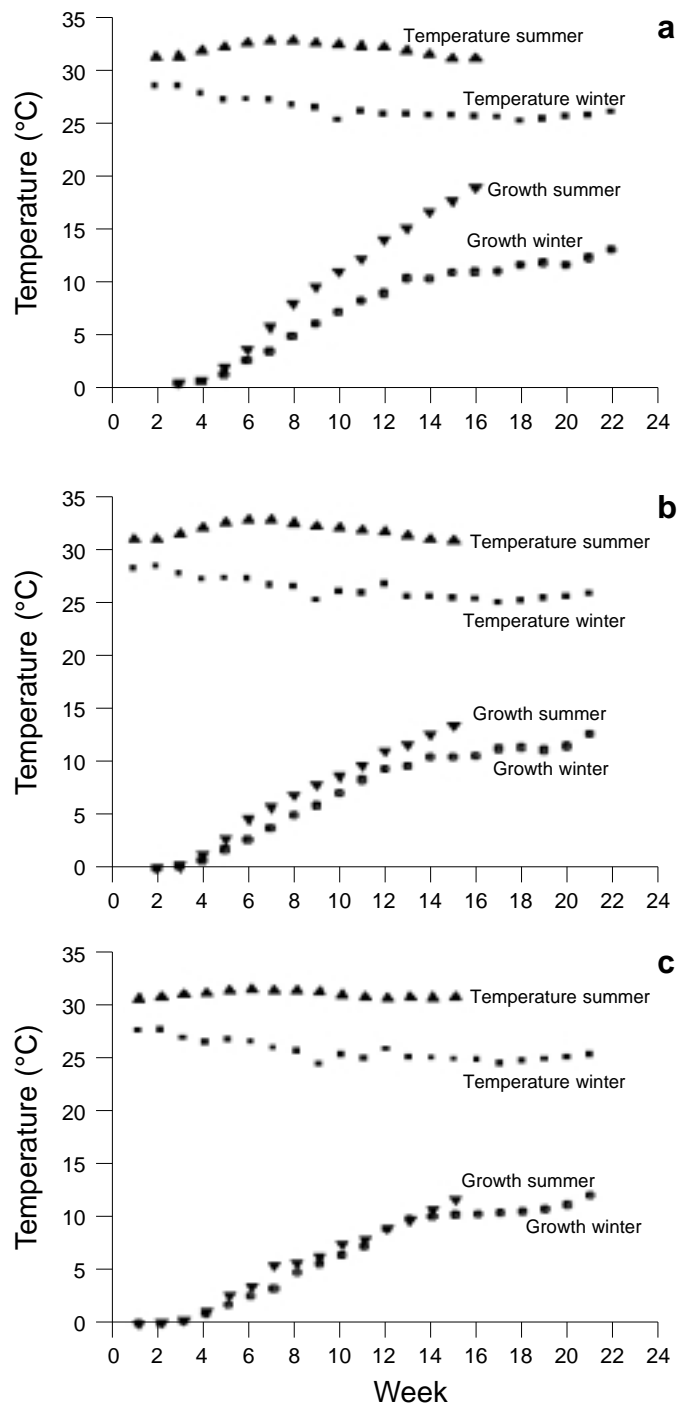 a
35
30
25
20
15
10
5
0
Temperature (°C)
Temperature summer
Temperature winter
Growth summer
Growth winter
0 2 4 6 8 10 12 14 16 18 20 22 24
b
35
30
25
20
15
10
5
0
Temperature (°C)
Temperature summer
Temperature winter
Growth summer
Growth winter
0 2 4 6 8 10 12 14 16 18 20 22 24
c
35
30
25
20
15
10
5
0
Temperature (°C)
Temperature summer
Temperature winter
Growth summer
Growth winter
0 2 4 6 8 10 12 14 16 18 20 22 24
Week